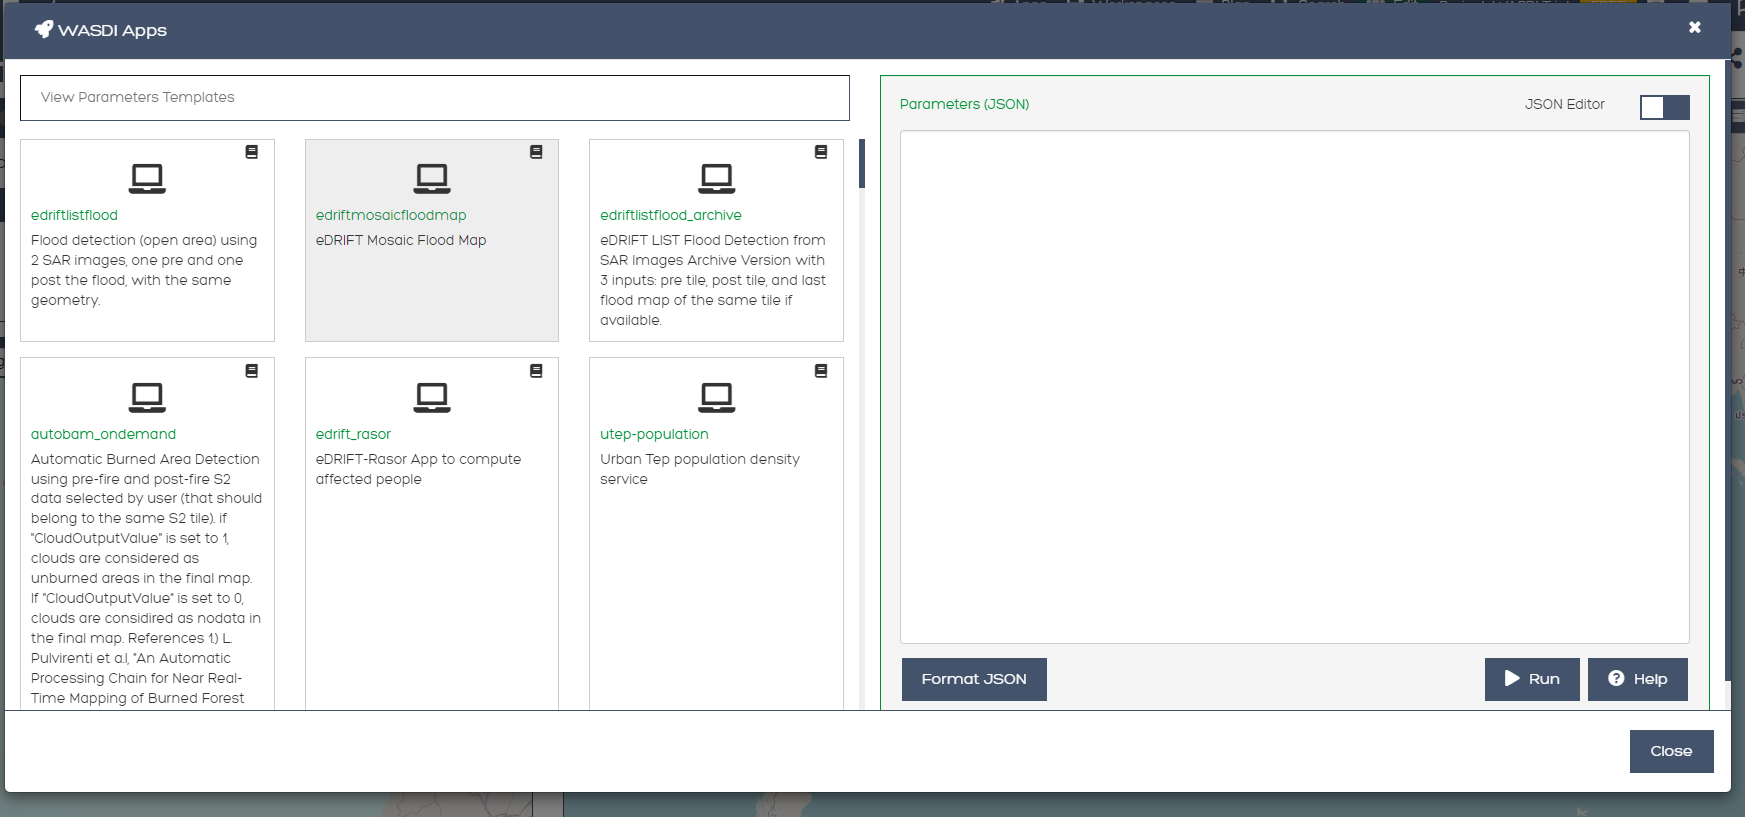 WASDI Apps
View Parameters Templates
edriftlistflood
Flood detection (open area) using
2 SAR images, one pre and one
post the flood, with the same
geometry.
edriftmosaicfloodmap
eDRIFT Mosaic Flood Map
edriftlistflood_archive
eDRIFT LIST Flood Detection from
SAR Images Archive Version with
3 inputs: pre tile, post tile, and last
flood map of the same tile if
available.
autobam_ondemand
Automatic Burned Area Detection
using pre-fire and post-fire S2
data selected by user (that should
belong to the same S2 tile). if
"CloudOutputValue" is set to 1,
clouds are considered as
unburned areas in the final map.
If "CloudOutputValue" is set to 0,
clouds are considired as nodata in
the final map. References 1.) L.
Pulvirenti et a.l, "An Automatic
Processing Chain for Near Real-
Time Mapping of Burned Forest
edrift_rasor
eDRIFT-Rasor App to compute
affected people
utep-population
Urban Tep population density
service
Parameters (JSON)
JSON Editor
Format JSON
Run
Help
Close